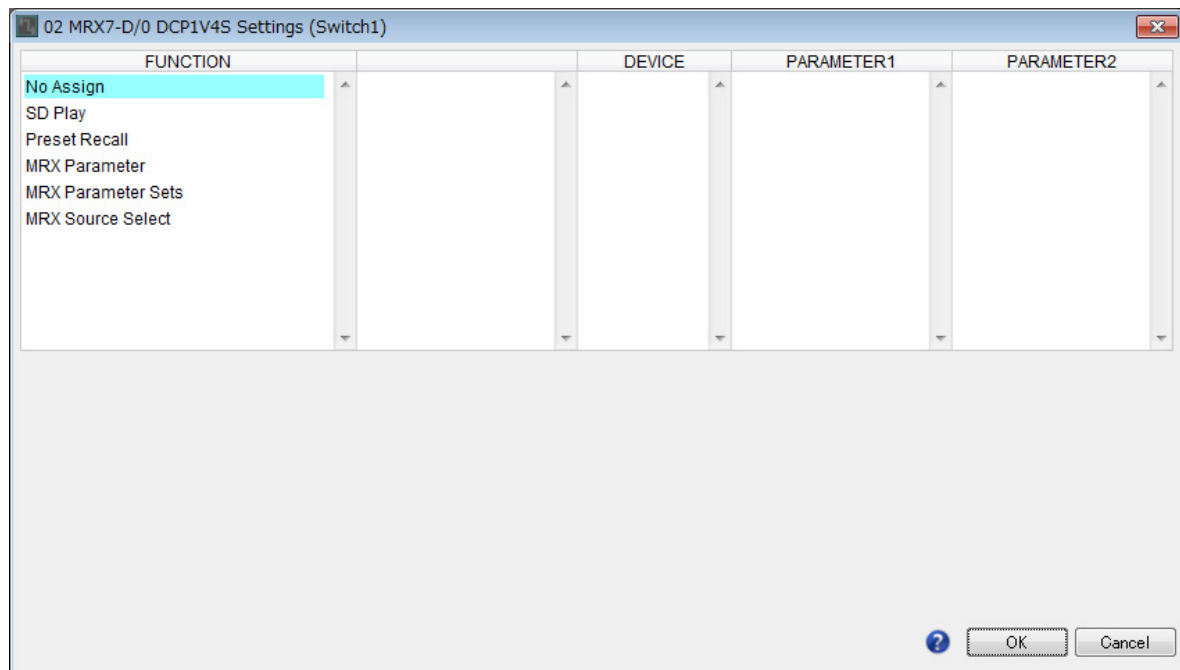 02 MRX7-D/0 DCP1V4S Settings (Switch1)
FUNCTION DEVICE PARAMETER1 PARAMETER2
No Assign
SD Play
Preset Recall
MRX Parameter
MRX Parameter Sets
MRX Source Select
? OK Cancel